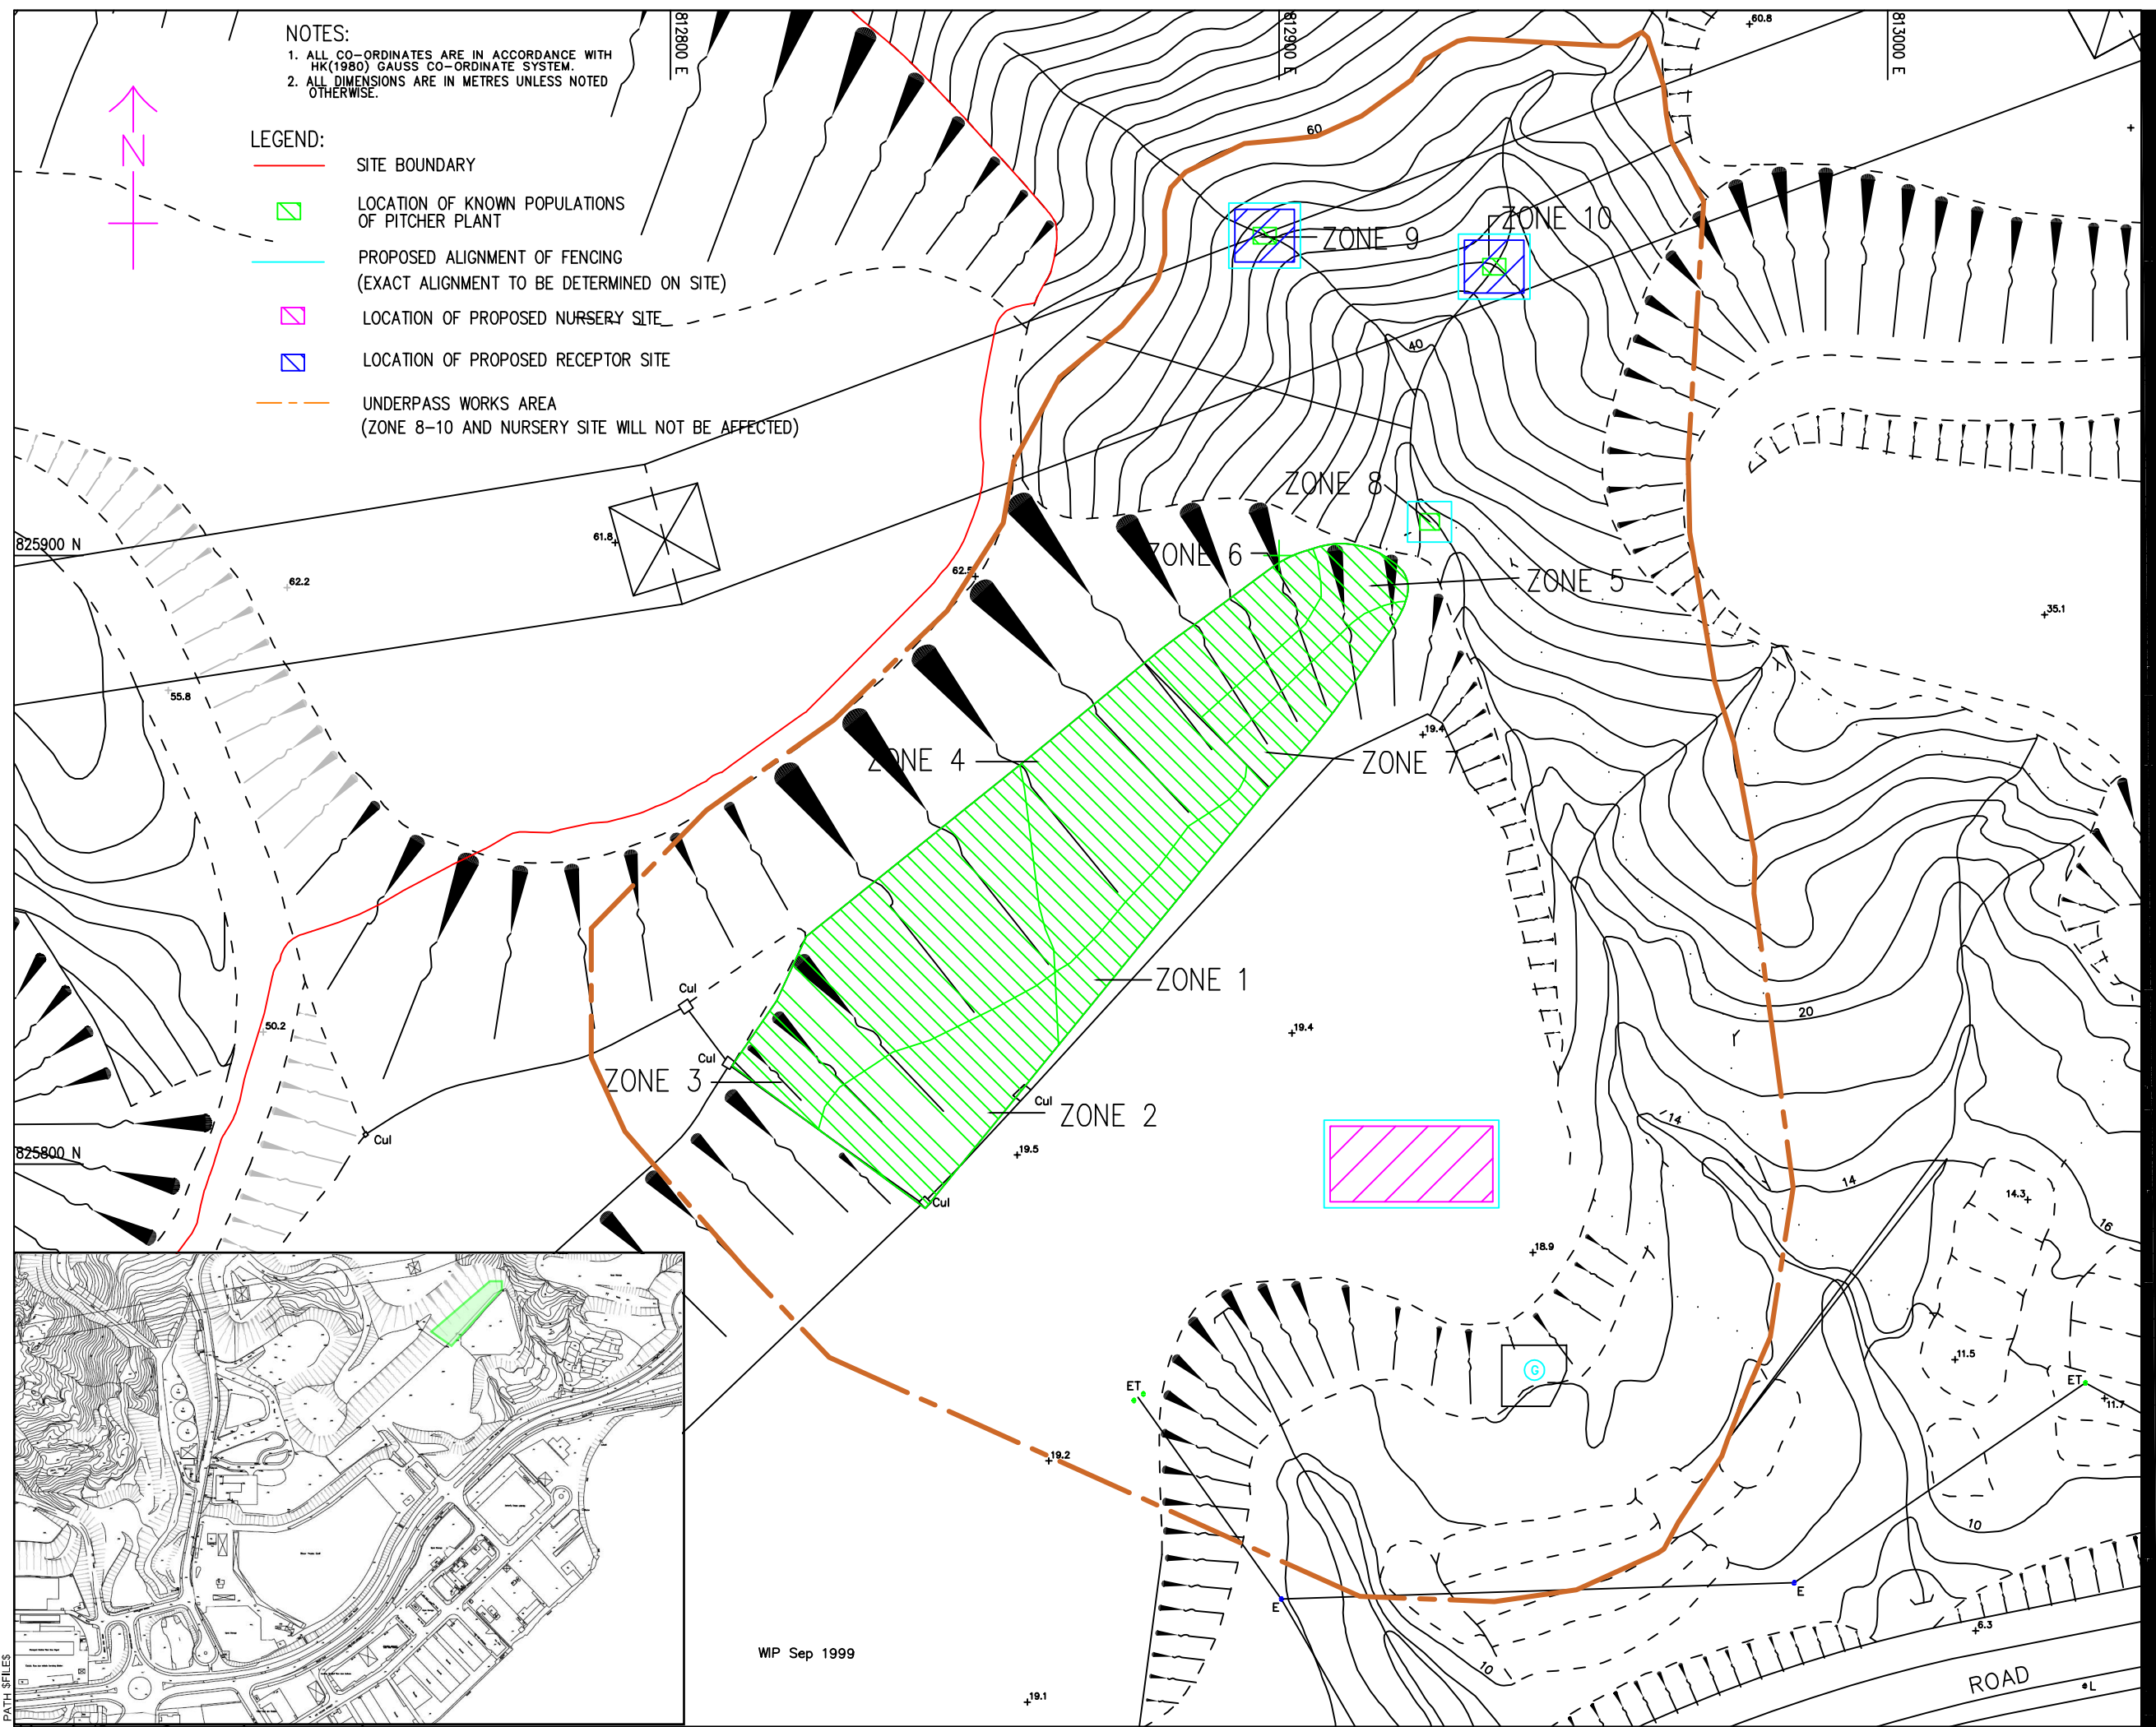 NOTES:
1. ALL CO-ORDINATES ARE IN ACCORDANCE WITH
HK(1980) GAUSS CO-ORDINATE SYSTEM.
2. ALL DIMENSIONS ARE IN METRES UNLESS NOTED
OTHERWISE.
N
LEGEND:
SITE BOUNDARY
LOCATION OF KNOWN POPULATIONS
OF PITCHER PLANT
PROPOSED ALIGNMENT OF FENCING
(EXACT ALIGNMENT TO BE DETERMINED ON SITE)
LOCATION OF PROPOSED NURSERY SITE
LOCATION OF PROPOSED RECEPTOR SITE
UNDERPASS WORKS AREA
(ZONE 8-10 AND NURSERY SITE WILL NOT BE AFFECTED)
812800 E
812900 E
813000 E
60.8
60
ZONE 10
ZONE 9
40
ZONE 8
825900 N
61.8
62.2
62.5
ZONE 6
ZONE 5
35.1
55.8
19.4
ZONE 4
ZONE 7
ZONE 1
Cul
50.2
19.4
20
Cul
ZONE 3
Cul
ZONE 2
Cul
14
825800 N
19.5
14
14.3
16
Cul
18.9
11.5
G
ET
ET
11.7
19.2
10
E
E
6.3
WIP Sep 1999
10
19.1
ROAD
L
PATH $FILES